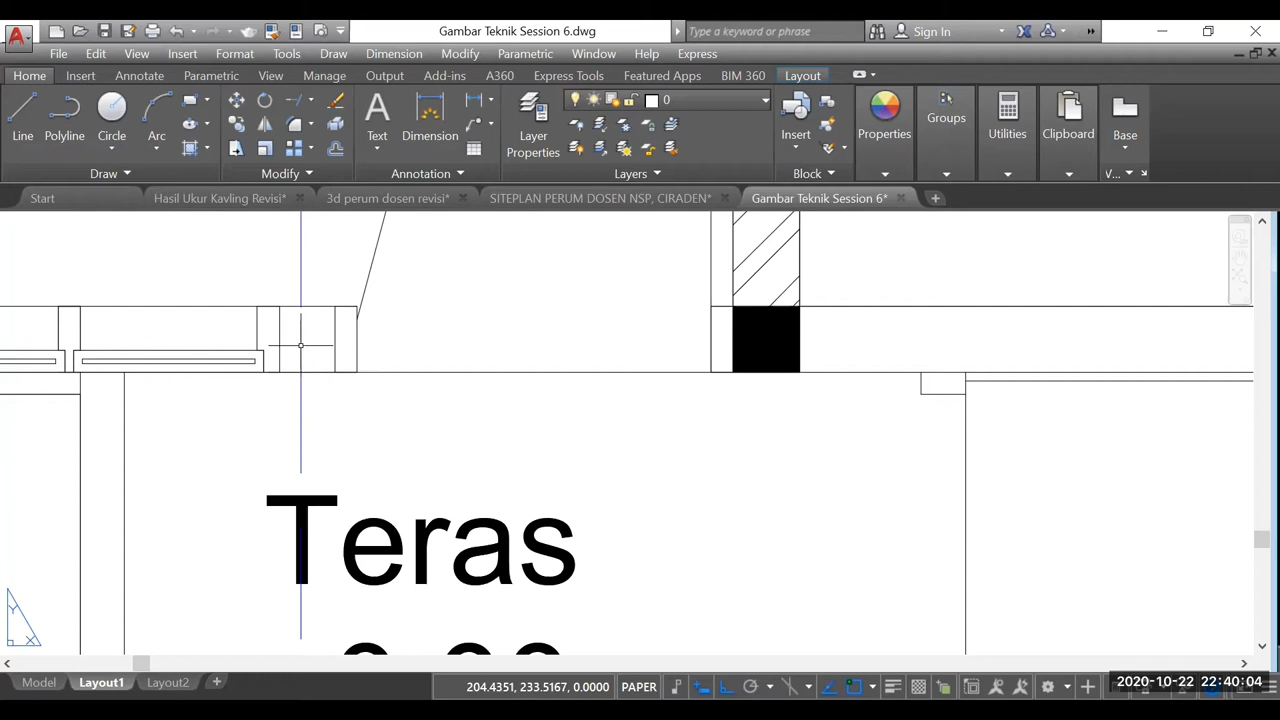 Gambar Teknik Session 6.dwg
Type a keyword or phrase
Sign In
File Edit View Insert Format Tools Draw Dimension Modify Parametric Window Help Express
Home Insert Annotate Parametric View Manage Output Add-ins A360 Express Tools Featured Apps BIM 360 Layout
0
Line Polyline Circle Arc Text Dimension Layer Properties Insert Properties Groups Utilities Clipboard Base
Draw Modify Annotation Layers Block V...
Start Hasil Ukur Kavling Revisi* 3d perum dosen revisi* SITEPLAN PERUM DOSEN NSP, CIRADEN* Gambar Teknik Session 6*
Teras
Y
X
Model Layout1 Layout2
204.4351, 233.5167, 0.0000 PAPER
2020-10-22 22:40:04